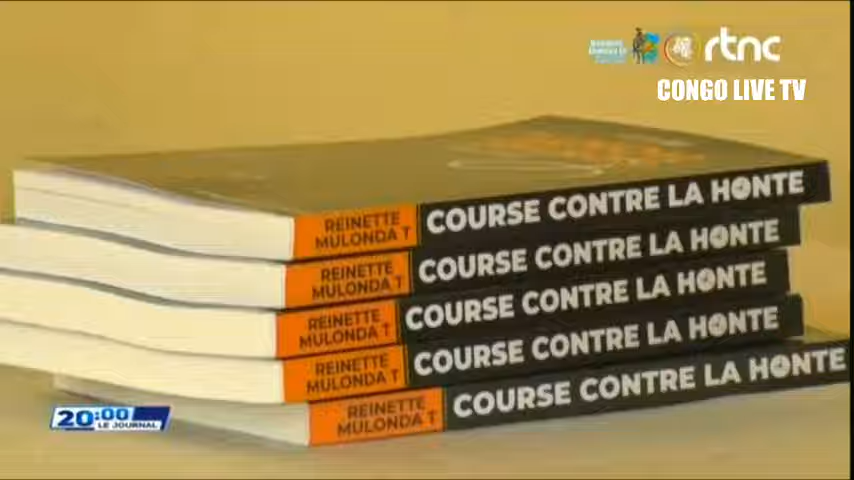 rtnc
CONGO LIVE TV
REINETTE
MULONDA T
COURSE CONTRE LA HONTE
REINETTE
MULONDA T
COURSE CONTRE LA HONTE
REINETTE
MULONDA T
COURSE CONTRE LA HONTE
REINETTE
MULONDA T
COURSE CONTRE LA HONTE
REINETTE
MULONDA T
COURSE CONTRE LA HONTE
20:00
LE JOURNAL